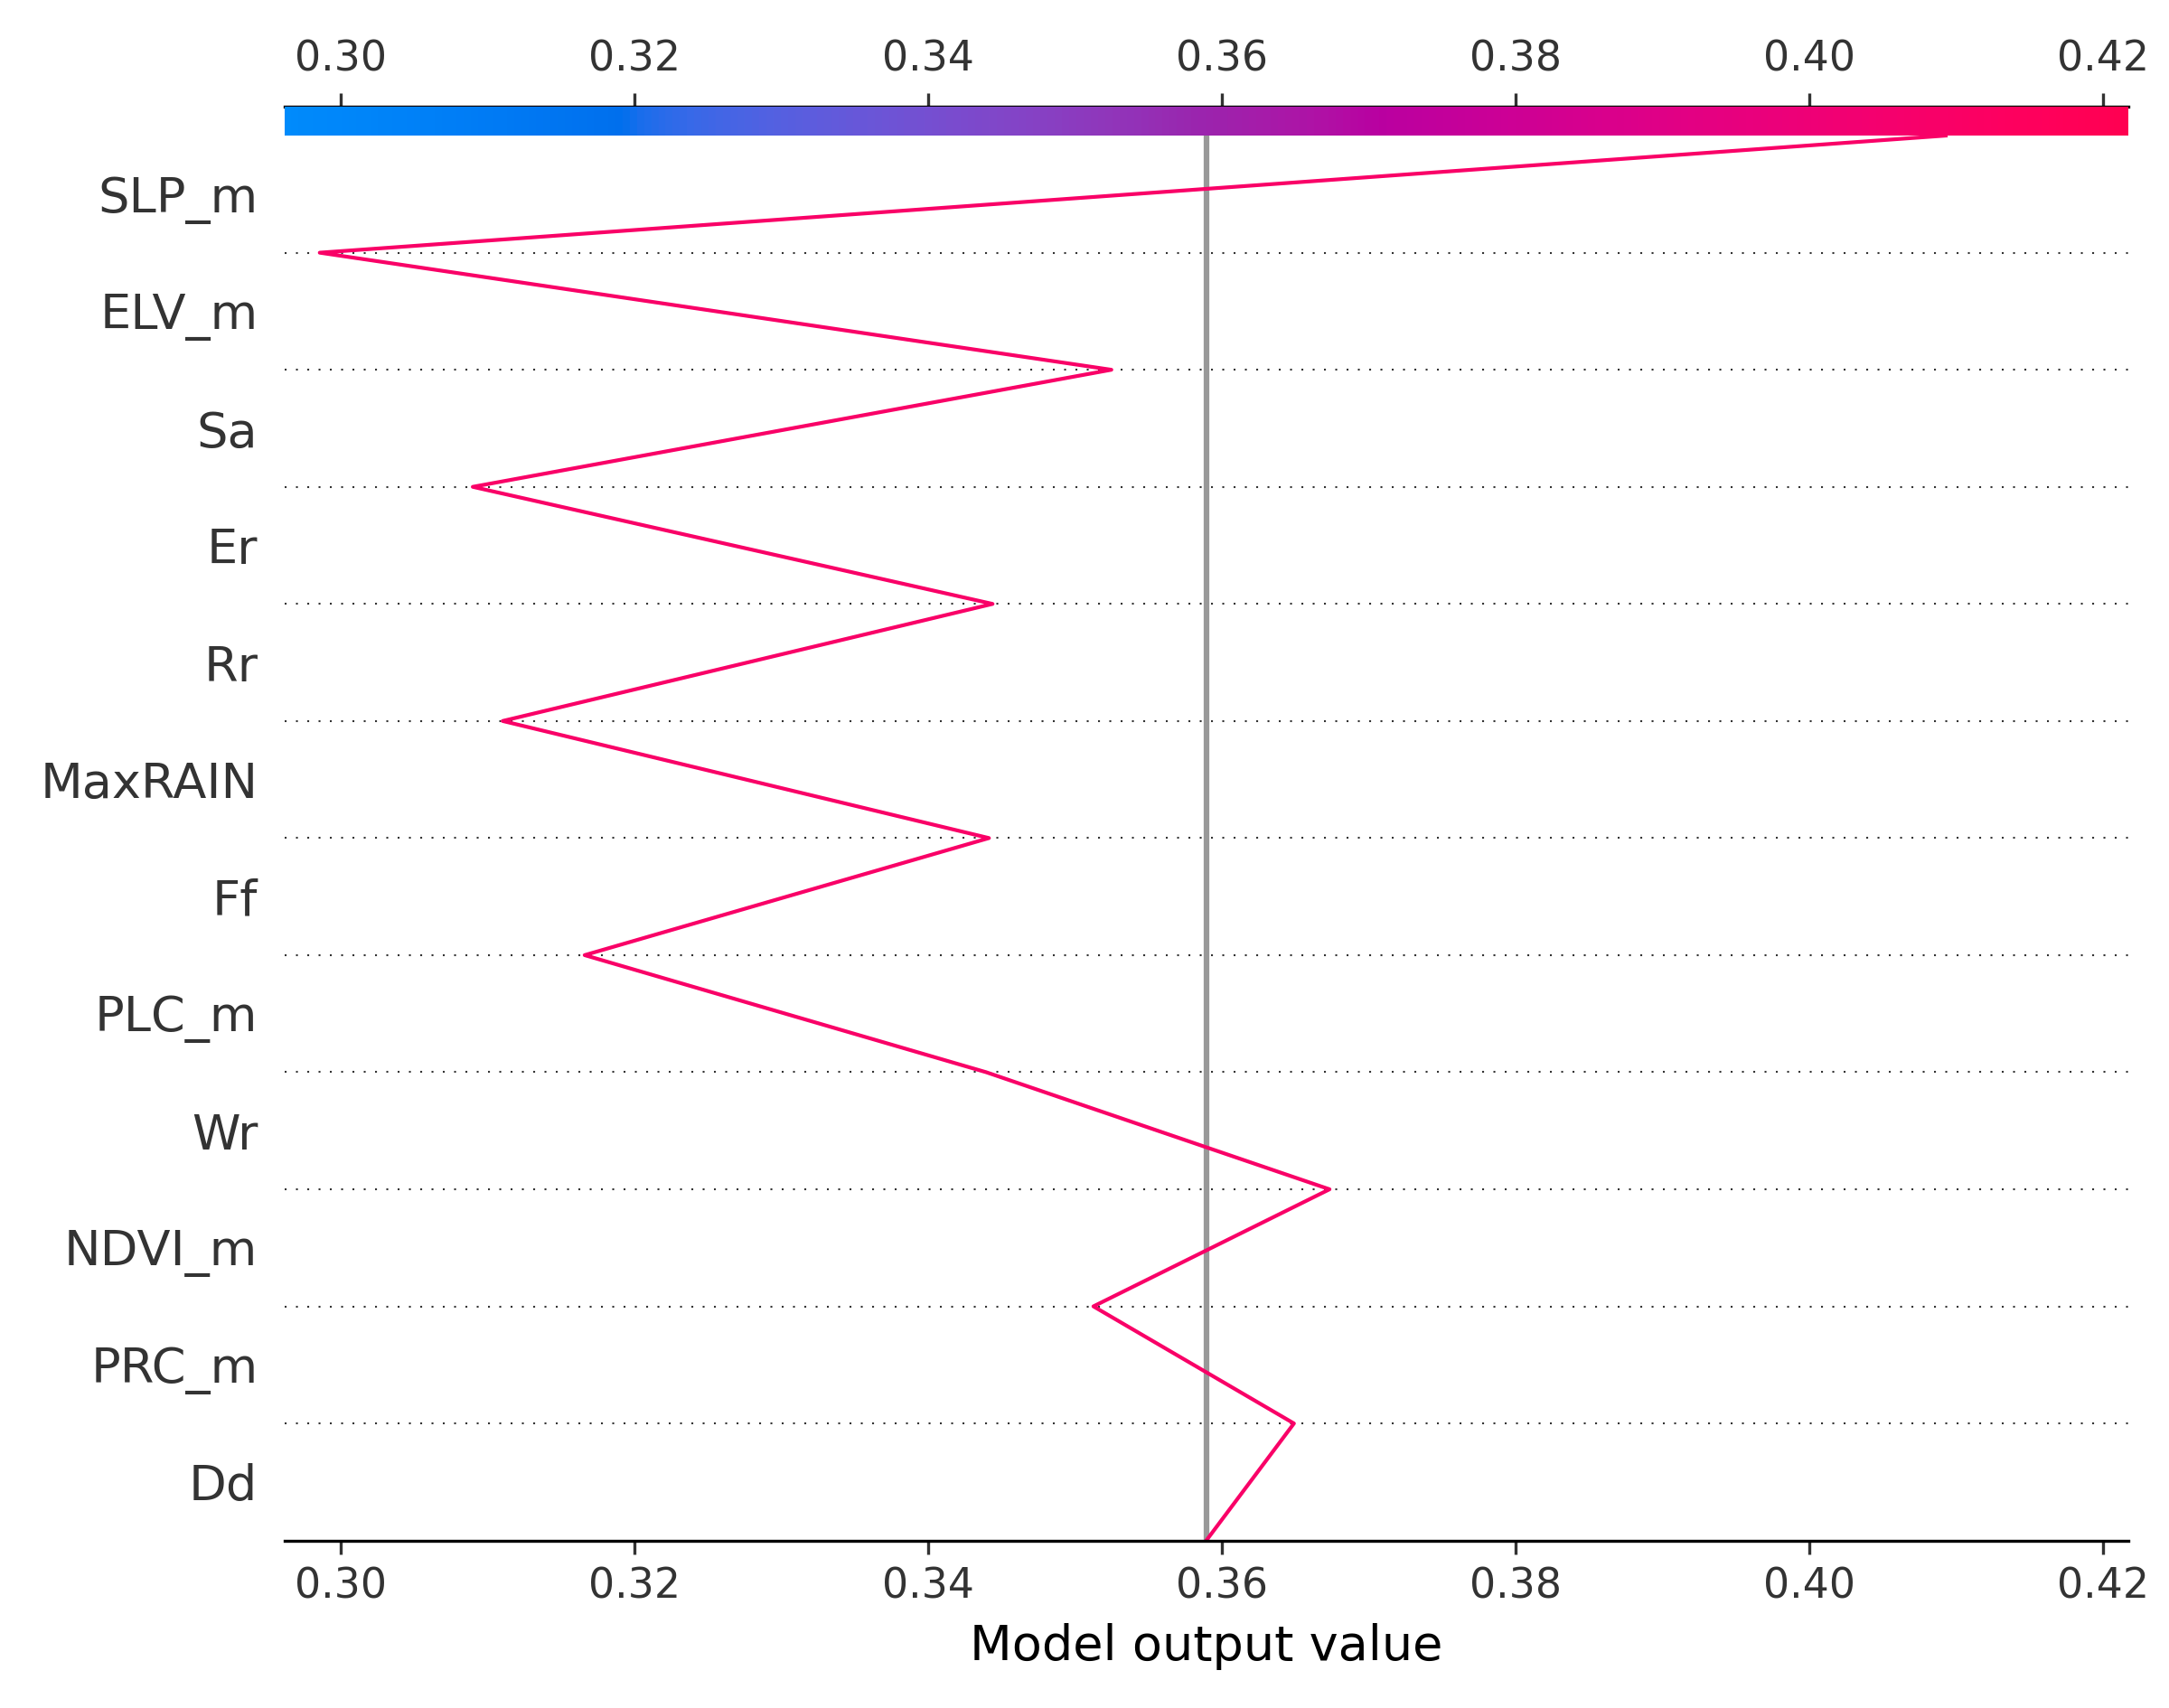 0.30 0.32 0.34 0.36 0.38 0.40 0.42
SLP_m
ELV_m
Sa
Er
Rr
MaxRAIN
Ff
PLC_m
Wr
NDVI_m
PRC_m
Dd
0.30 0.32 0.34 0.36 0.38 0.40 0.42
Model output value